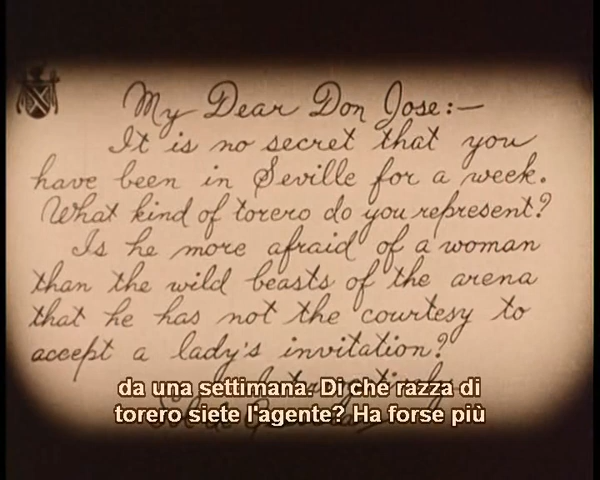 My Dear Don Jose:—
It is no secret that you
have been in Seville for a week.
What kind of torero do you represent?
Is he more afraid of a woman
than the wild beasts of the arena
that he has not the courtesy to
accept a lady's invitation?
da una settimana. Di che razza di
torero siete l'agente? Ha forse più